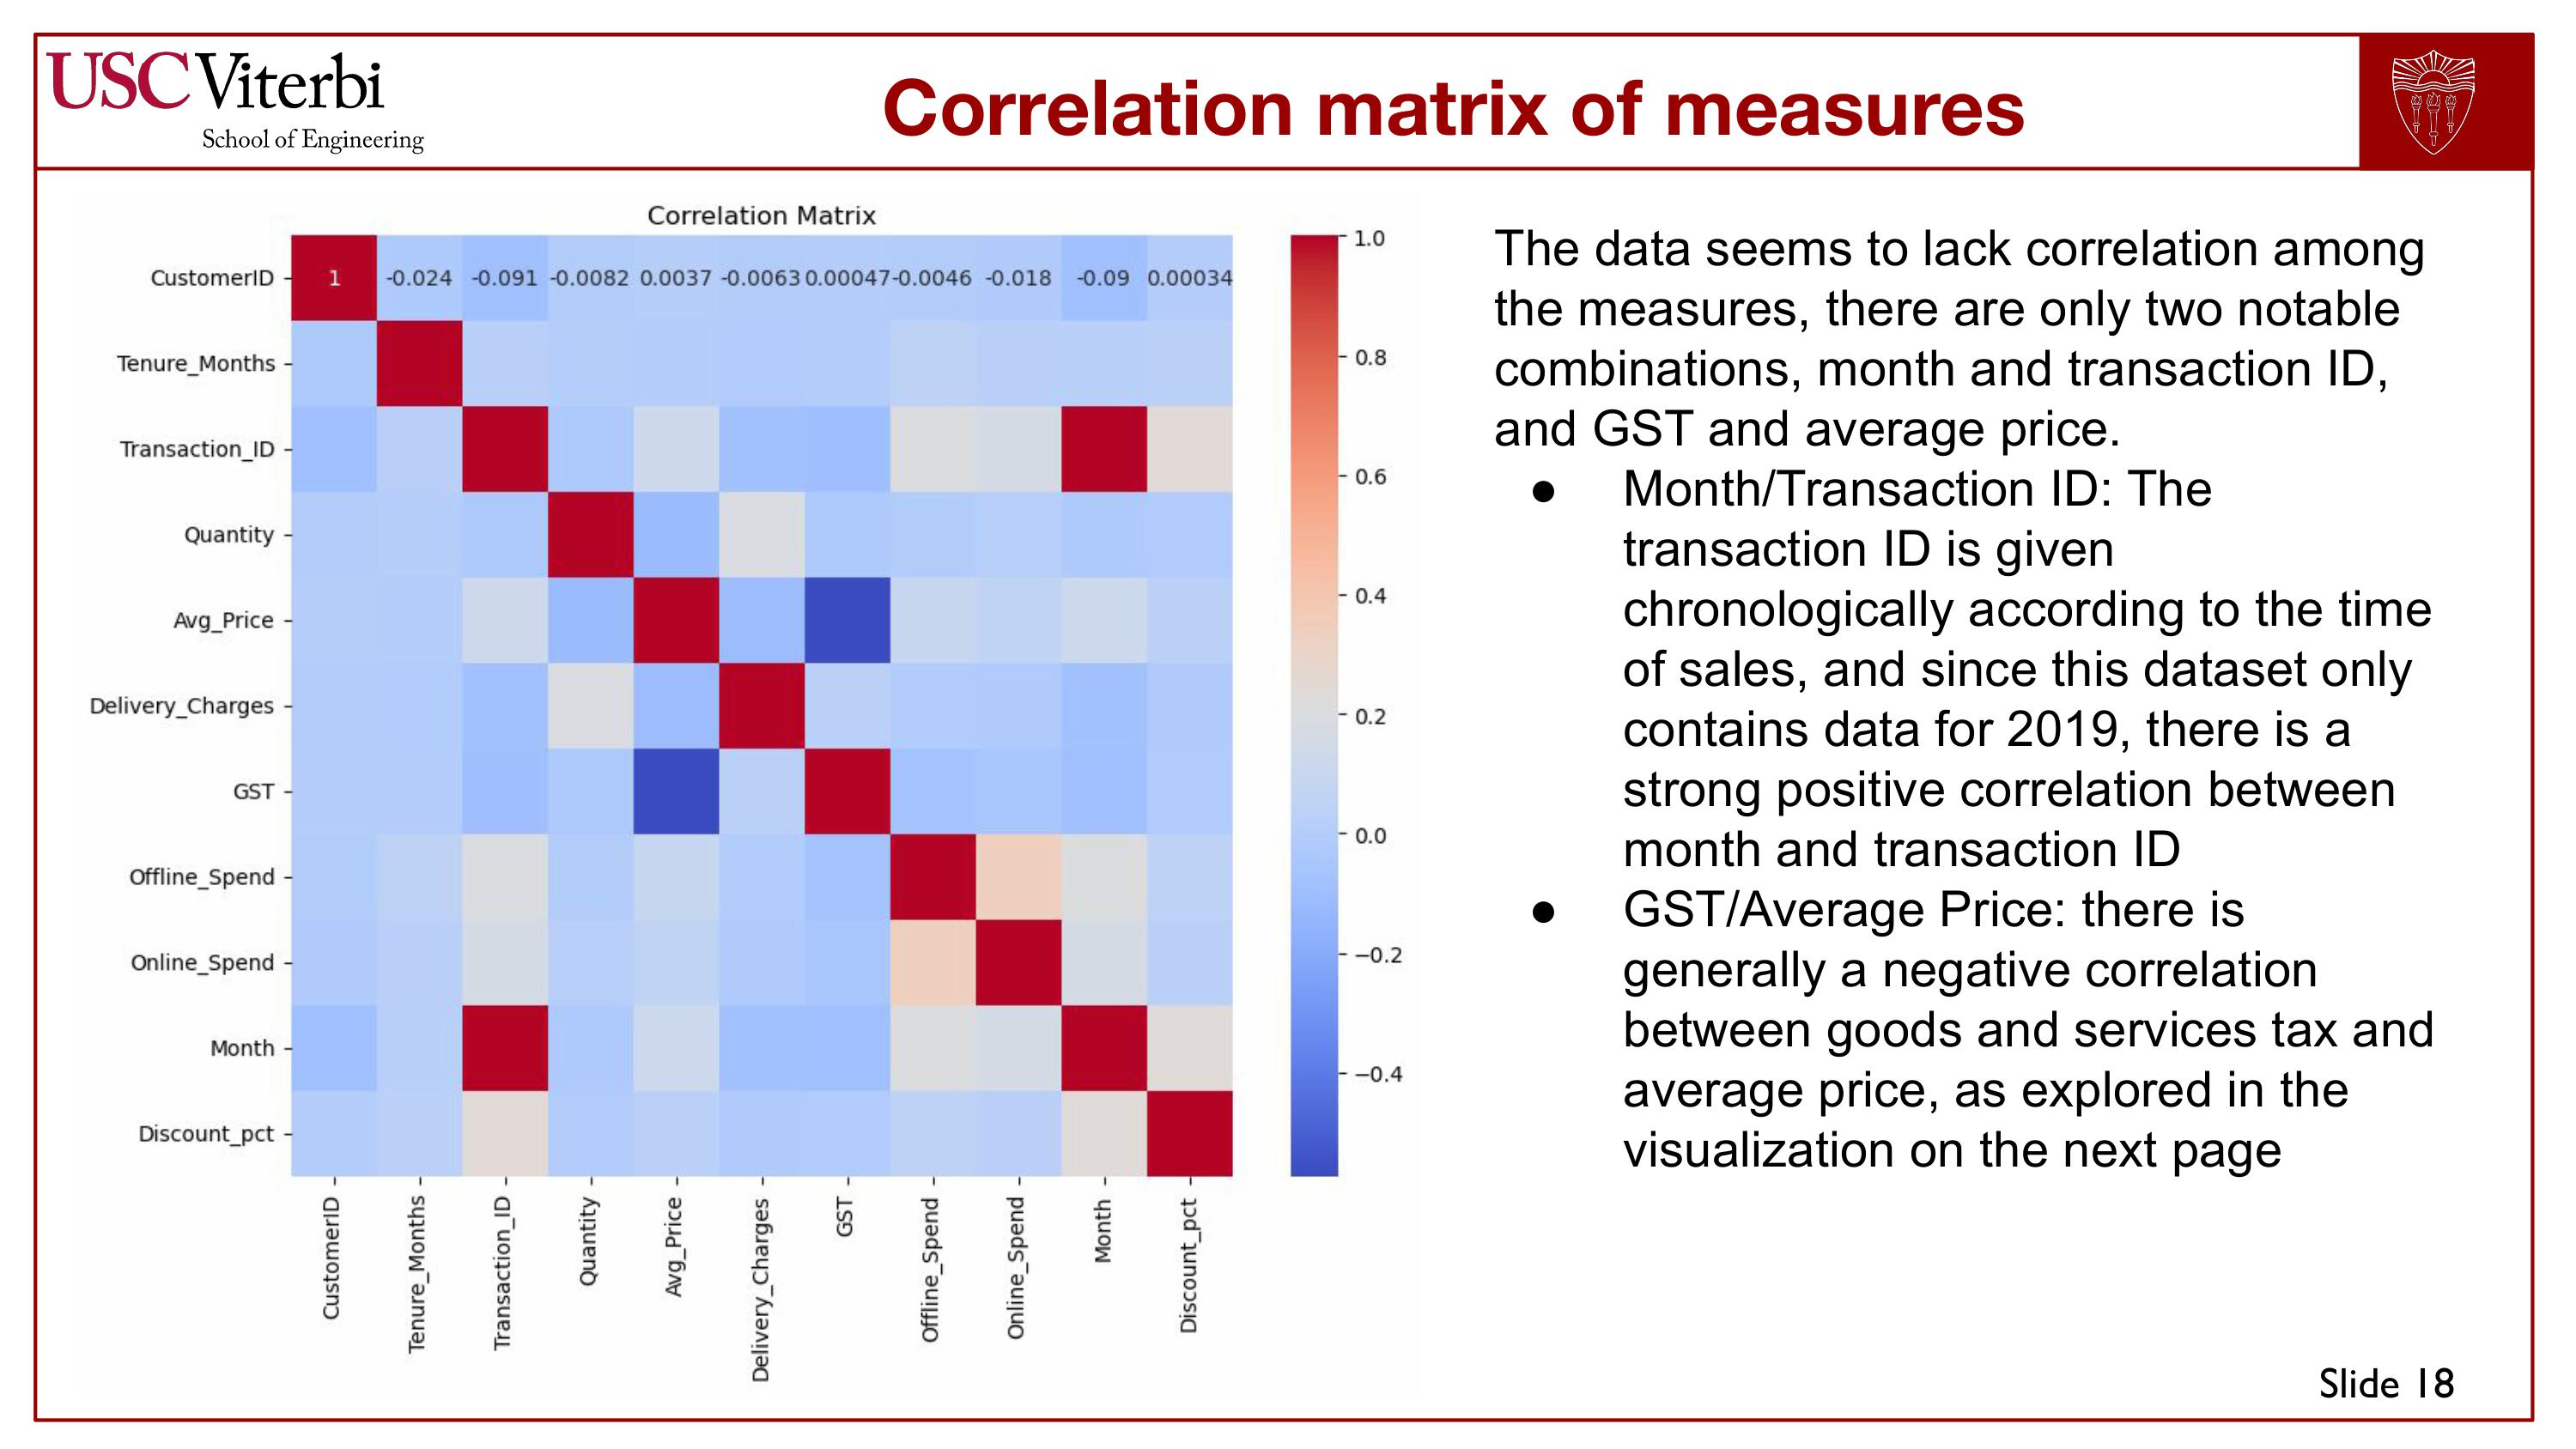 USC Viterbi
School of Engineering
Correlation matrix of measures
Correlation Matrix
CustomerID
1 -0.024 -0.091 -0.0082 0.0037 -0.0063 0.00047 -0.0046 -0.018 -0.09 0.00034
Tenure_Months
Transaction_ID
Quantity
Avg_Price
Delivery_Charges
GST
Offline_Spend
Online_Spend
Month
Discount_pct
CustomerID
Tenure_Months
Transaction_ID
Quantity
Avg_Price
Delivery_Charges
GST
Offline_Spend
Online_Spend
Month
Discount_pct
1.0
0.8
0.6
0.4
0.2
0.0
−0.2
−0.4
The data seems to lack correlation among
the measures, there are only two notable
combinations, month and transaction ID,
and GST and average price.
● Month/Transaction ID: The
transaction ID is given
chronologically according to the time
of sales, and since this dataset only
contains data for 2019, there is a
strong positive correlation between
month and transaction ID
● GST/Average Price: there is
generally a negative correlation
between goods and services tax and
average price, as explored in the
visualization on the next page
Slide 18